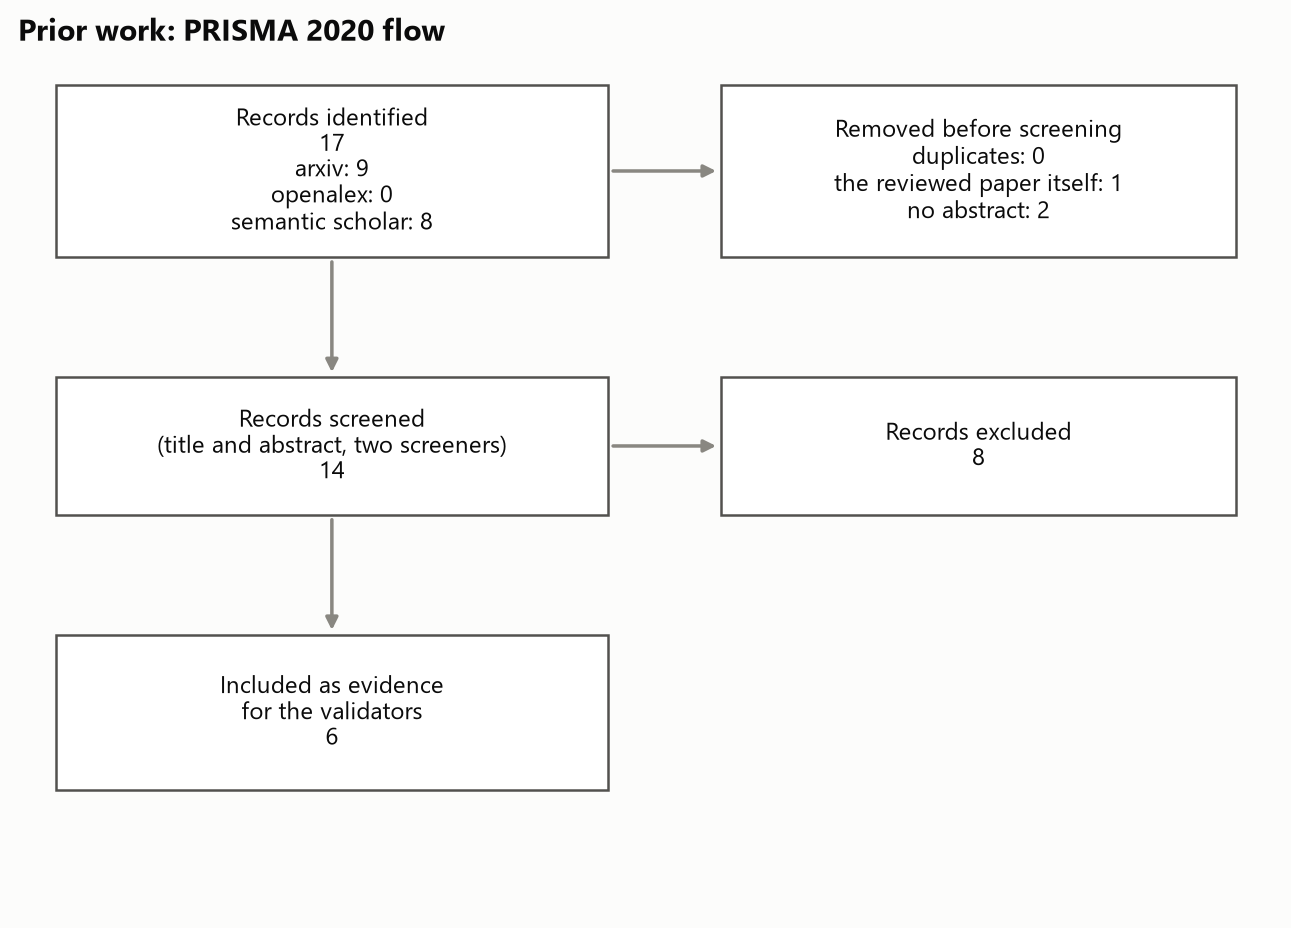 Prior work: PRISMA 2020 flow
Records identified
17
arxiv: 9
openalex: 0
semantic scholar: 8
Removed before screening
duplicates: 0
the reviewed paper itself: 1
no abstract: 2
Records screened
(title and abstract, two screeners)
14
Records excluded
8
Included as evidence
for the validators
6